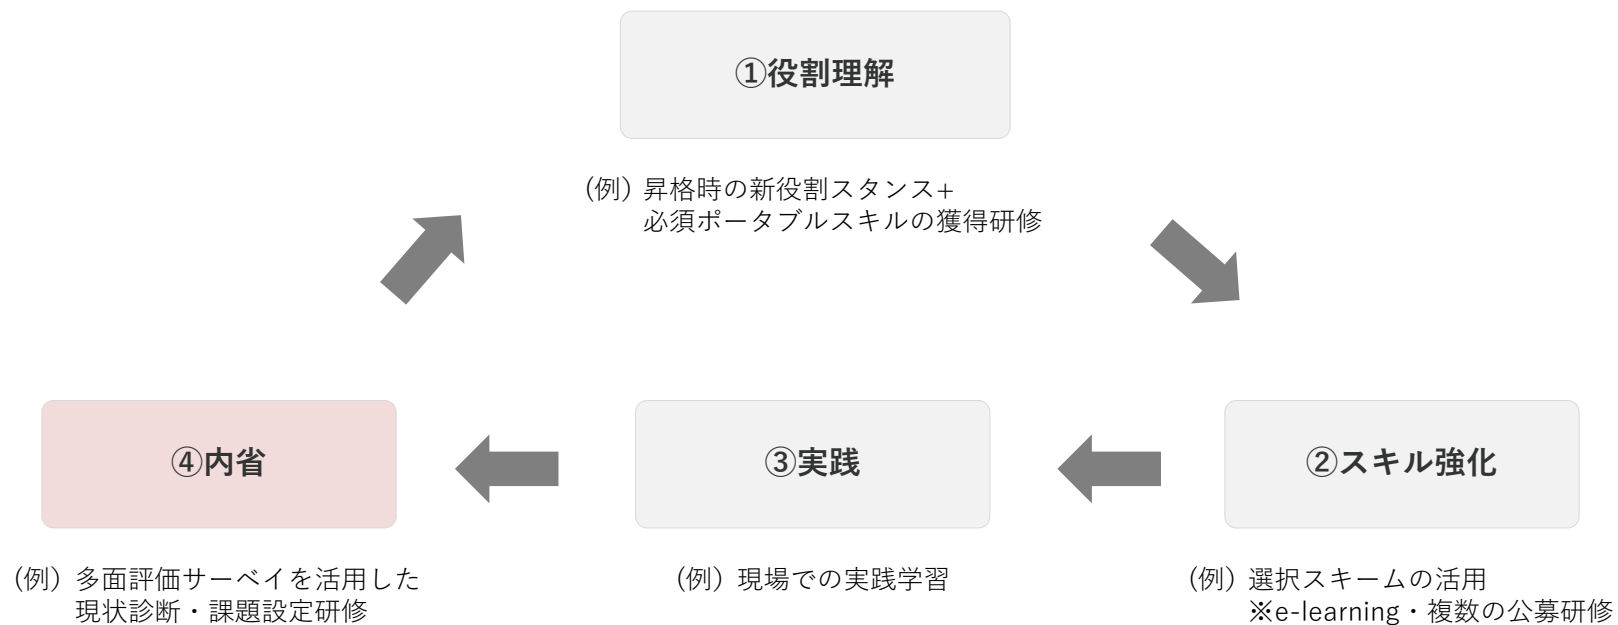 ①役割理解
(例) 昇格時の新役割スタンス+
必須ポータブルスキルの獲得研修
④内省
③実践
②スキル強化
(例) 多面評価サーベイを活用した
現状診断・課題設定研修
(例) 現場での実践学習
(例) 選択スキームの活用
※e-learning・複数の公募研修